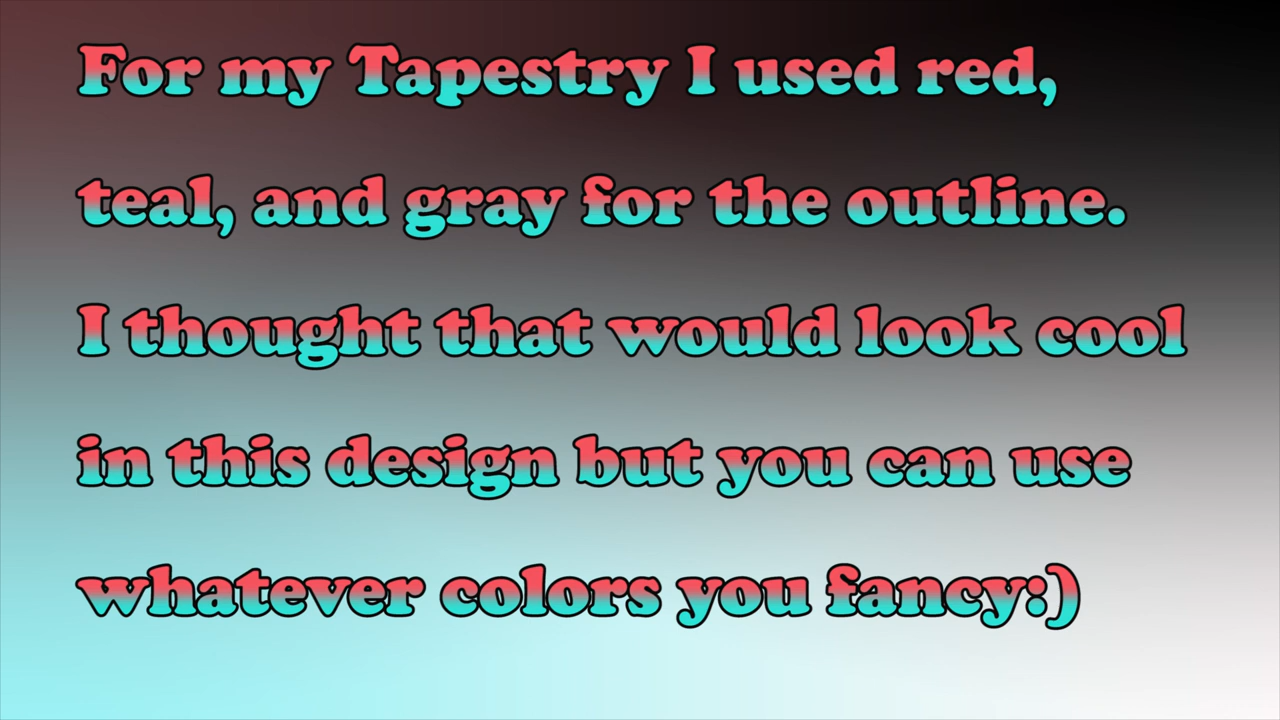 For my Tapestry I used red,
teal, and gray for the outline.
I thought that would look cool
in this design but you can use
whatever colors you fancy:)